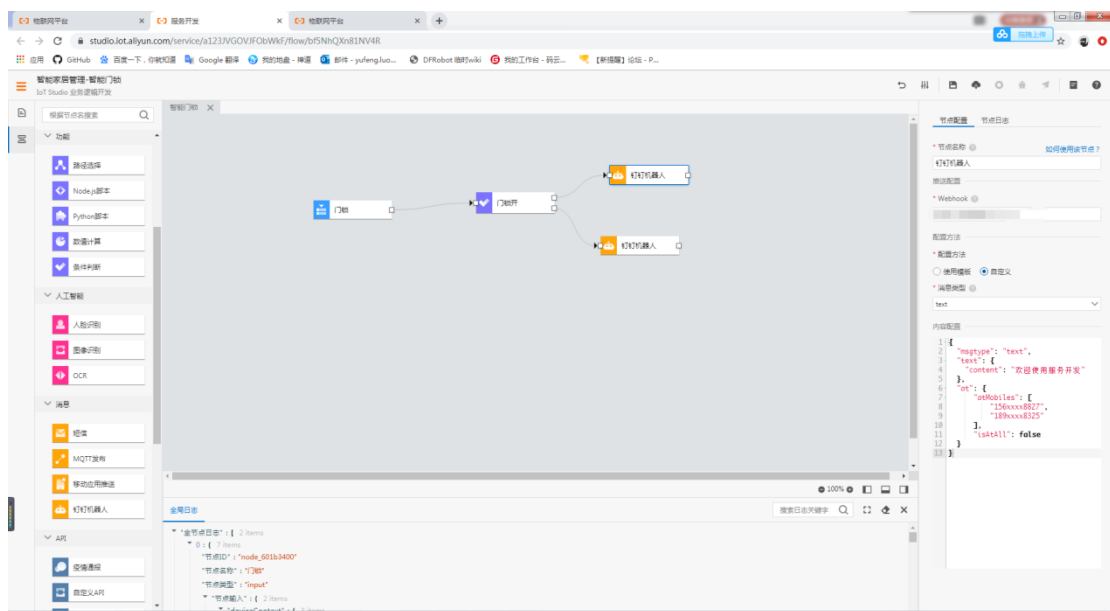 物联网平台
服务开发
物联网平台
拖拽上传
studio.iot.aliyun.com/service/a123JVGOVJFObWkF/flow/bf5NhQXn81NV4R
应用
GitHub
百度一下，你就知道
Google 翻译
我的地盘 - 禅道
邮件 - yufeng.luo...
DFRobot 临时wiki
我的工作台 - 码云...
【新提醒】论坛 - P...
智能家居管理-智能门锁
IoT Studio 业务逻辑开发
根据节点名搜索
智能门锁
功能
路径选择
Node.js脚本
Python脚本
数值计算
条件判断
人工智能
人脸识别
图像识别
OCR
消息
短信
MQTT发布
移动应用推送
钉钉机器人
API
疫情通报
自定义API
门锁
门锁开
钉钉机器人
钉钉机器人
100%
全局日志
搜索日志关键字
"全节点日志" : [ 2 items
0 : { 7 items
"节点ID" : "node_601b3400"
"节点名称" : "门锁"
"节点类型" : "input"
"节点输入" : { 2 items
节点配置
节点日志
* 节点名称
如何使用该节点？
钉钉机器人
推送配置
* Webhook
配置方法
* 配置方法
使用模板
自定义
* 消息类型
text
内容配置
1 {
2 "msgtype": "text",
3 "text": {
4 "content": "欢迎使用服务开发"
5 },
6 "at": {
7 "atMobiles": [
8 "156xxxx8827",
9 "189xxxx8325"
10 ],
11 "isAtAll": false
12 }
13 }